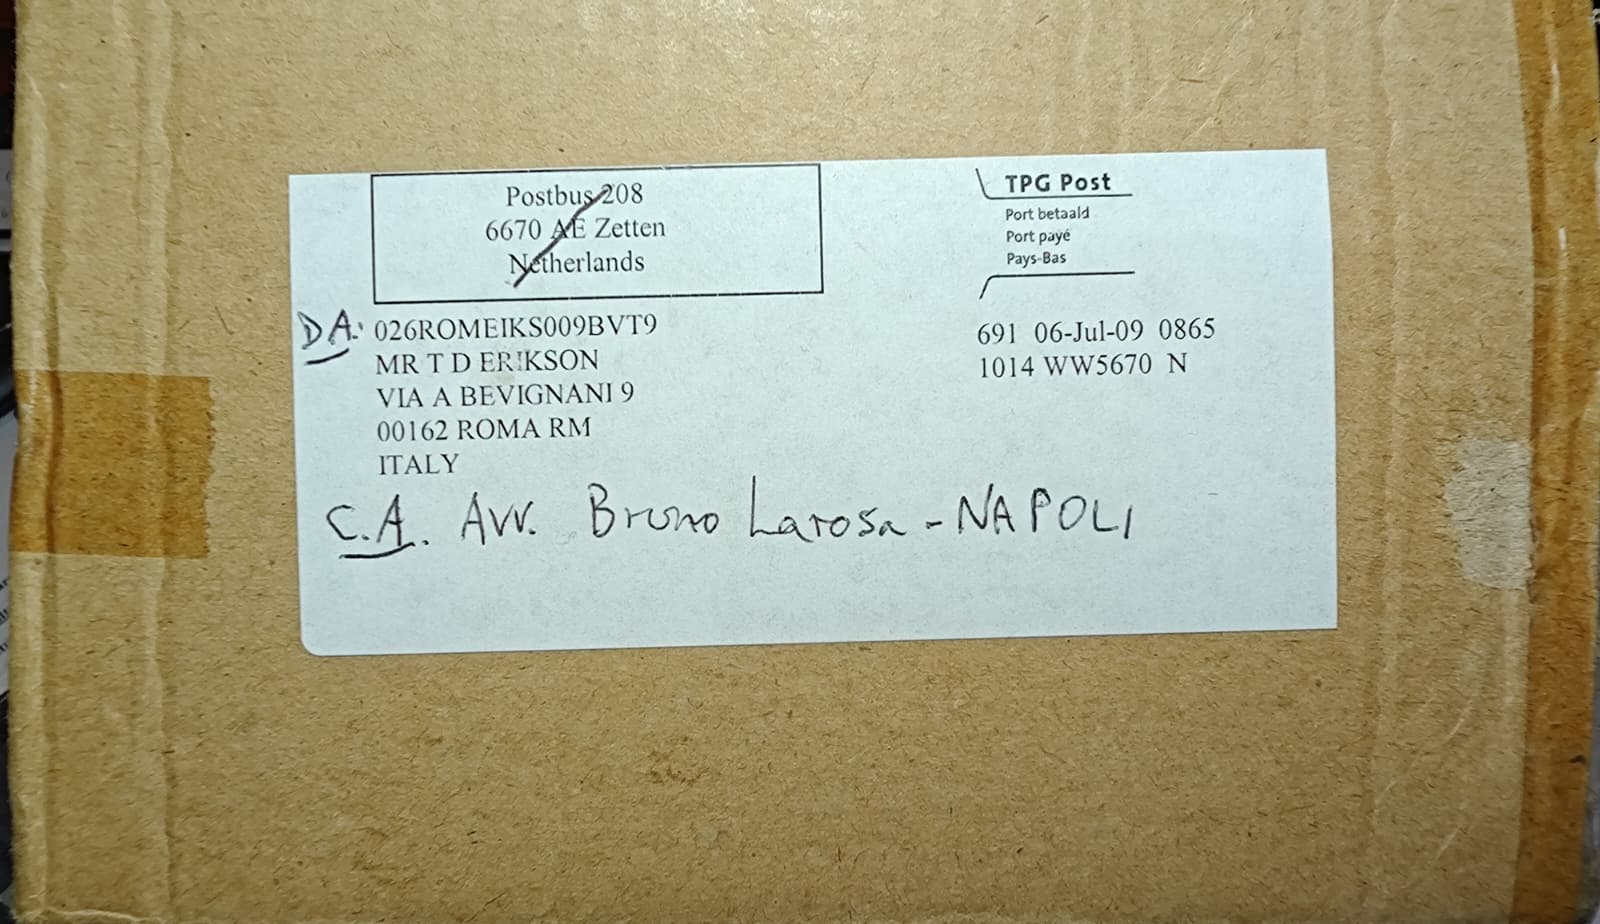 Postbus 208
6670 AE Zetten
Netherlands
TPG Post
Port betaald
Port payé
Pays-Bas
DA: 026ROMEIKS009BVT9
MR T D ERIKSON
VIA A BEVIGNANI 9
00162 ROMA RM
ITALY
691 06-Jul-09 0865
1014 WW5670 N
C.A. Avv. Bruno Larosa - NAPOLI